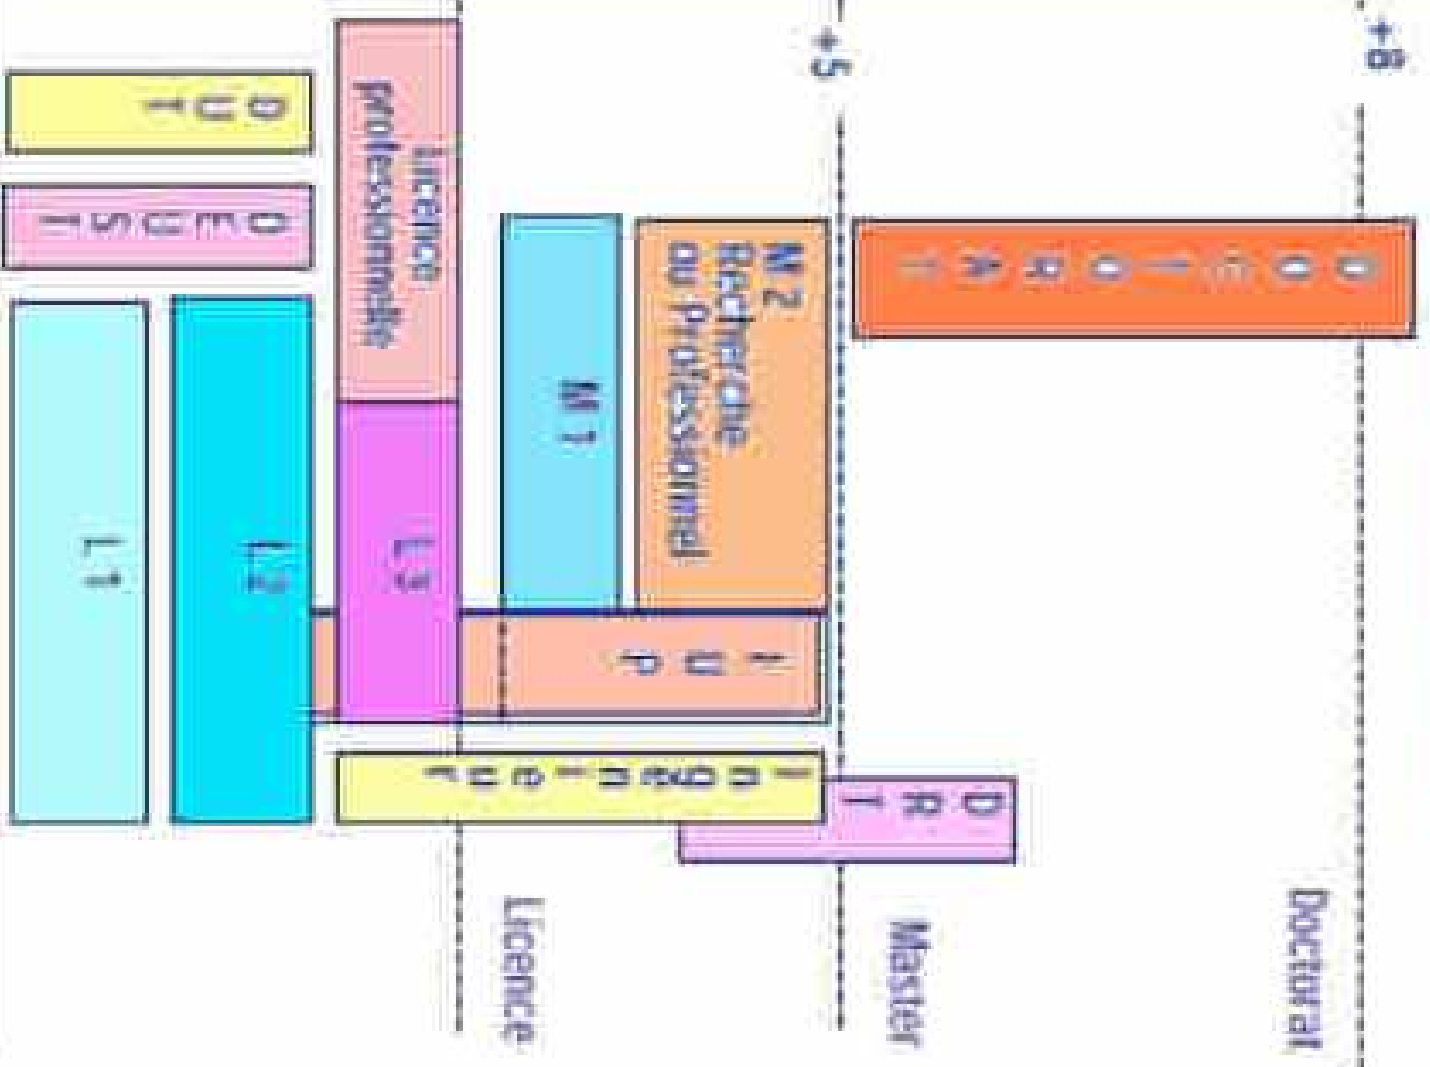 +8
Doctorat
DOCTORAT
+5
Master
DRT
M2
Recherche
ou Professionnel
iUP
ingenieur
M1
Licence
Licence
professionnelle
L3
DUT
DEUST
L2
L1